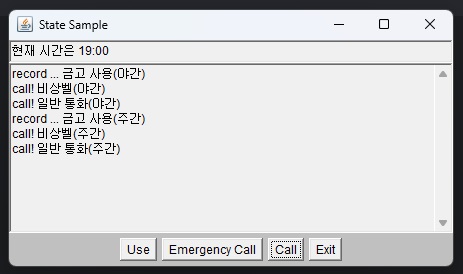 State Sample
현재 시간은 19:00
record ... 금고 사용(야간)
call! 비상벨(야간)
call! 일반 통화(야간)
record ... 금고 사용(주간)
call! 비상벨(주간)
call! 일반 통화(주간)
Use Emergency Call Call Exit